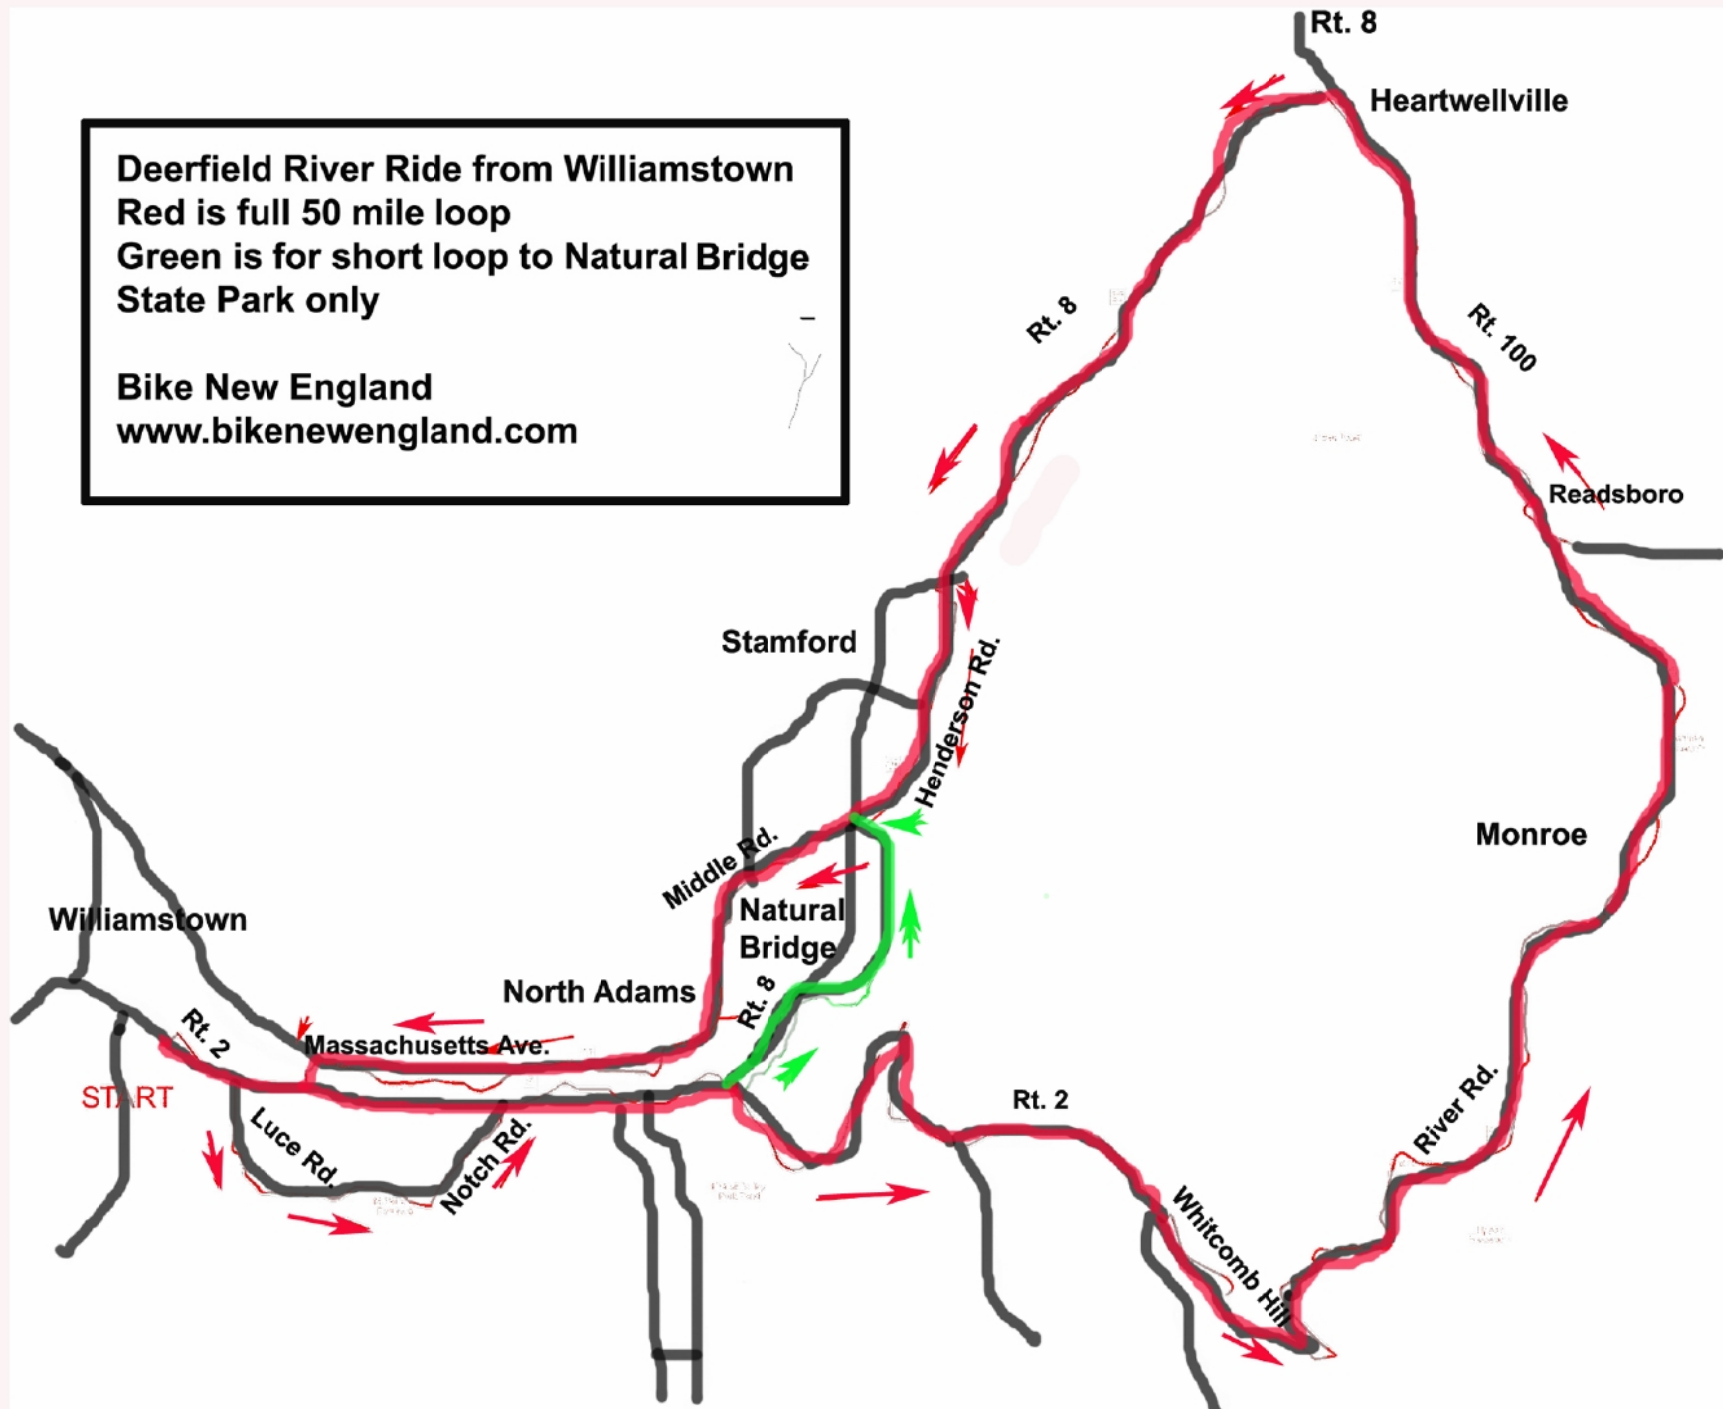 Rt. 8
Heartwellville
Deerfield River Ride from Williamstown
Red is full 50 mile loop
Green is for short loop to Natural Bridge
State Park only
Bike New England
www.bikenewengland.com
Rt. 8
Rt. 100
Readsboro
Stamford
Henderson Rd.
Monroe
Middle Rd.
Natural
Bridge
Williamstown
North Adams
Rt. 8
Rt. 2
Massachusetts Ave.
START
Rt. 2
River Rd.
Luce Rd.
Notch Rd.
Whitcomb Hill